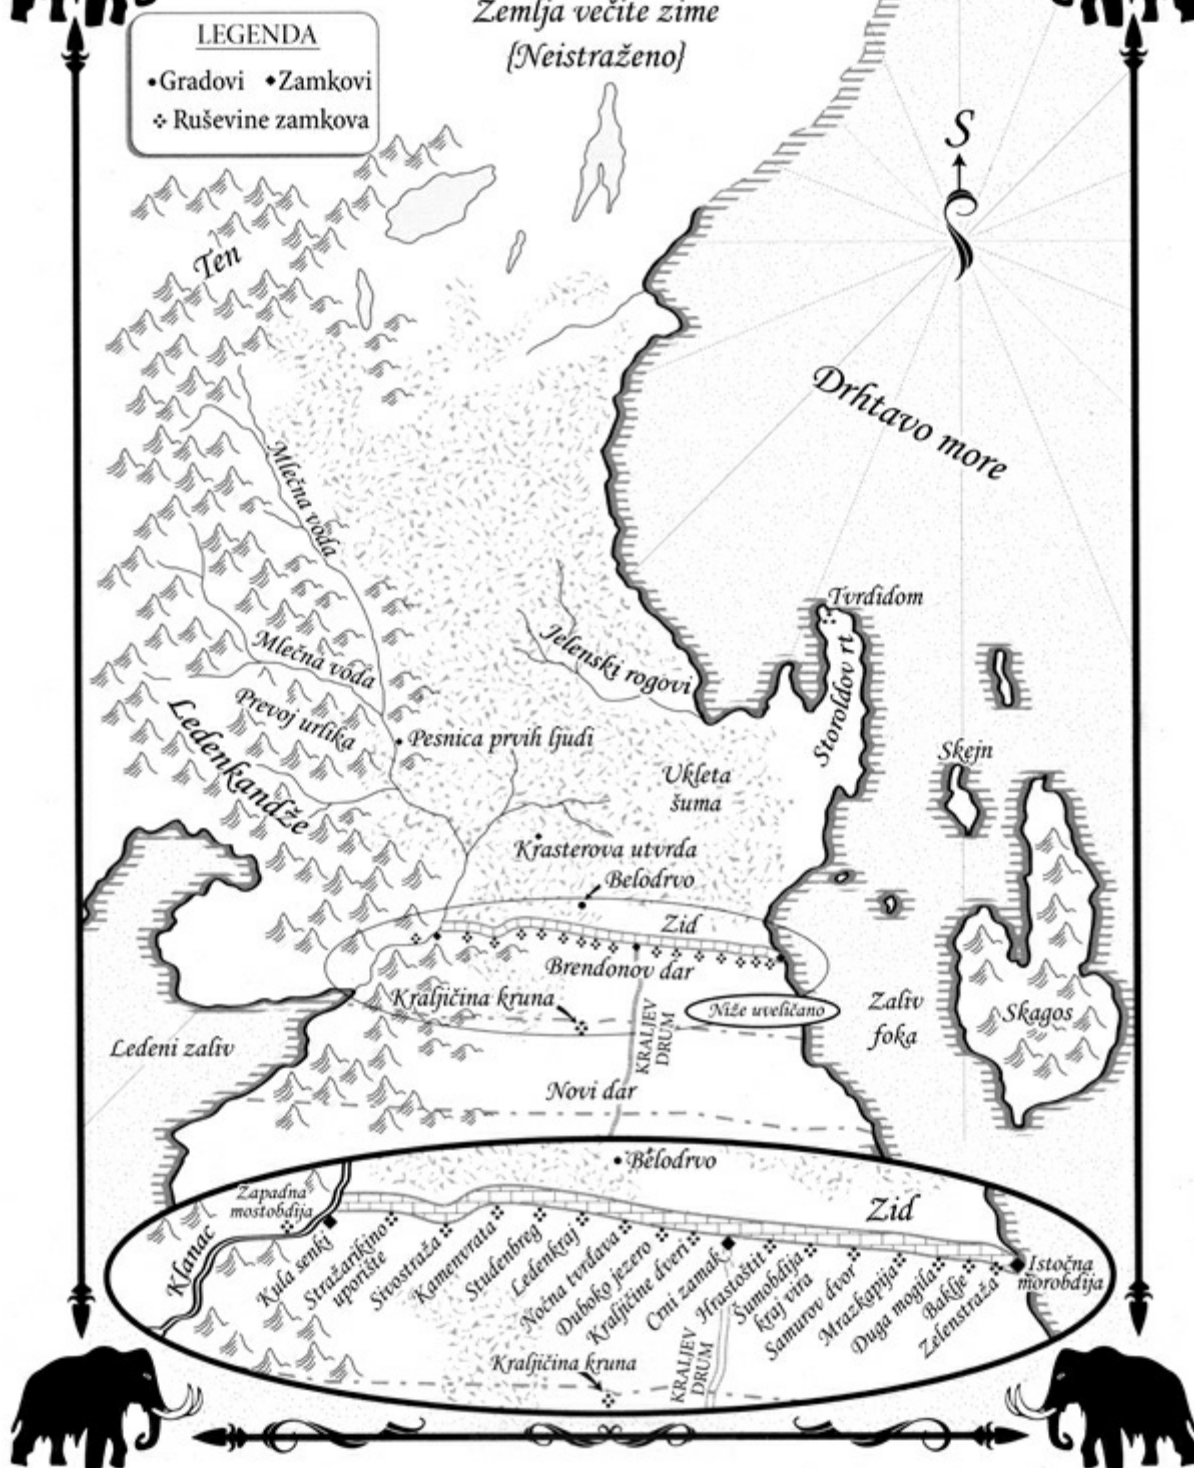 Zemlja večite zime
{Neistraženo}
LEGENDA
•Gradovi ◆Zamkovi
Ruševine zamkova
S
Ten
Drhtavo more
Mlečna voda
Tvrdidom
Jelenski rogovi
Storoldov rt
Mlečna voda
Prevoj urlika
Ledenkandže
Pesnica prvih ljudi
Skejn
Ukleta
šuma
Krasterova utvrda
Belodrvo
Zid
Brendonov dar
Kraljičina kruna
Niže uveličano
KRALJEV
DRUM
Zaliv
foka
Skagos
Ledeni zaliv
Novi dar
Belodrvo
Zid
Zapadna
mostobdija
Klanac
Kula senki
Stražarikino
uporište
Sivostraža
Kamenvrata
Studenbreg
Ledenkraj
Noćna tvrdava
Duboko jezero
Kraljičine dveri
Crni zamak
Hrastoštit
Šumobdija
kraj vira
Samurov dvor
Mrazkapija
Duga mogila
Baklje
Zelenstraža
Istočna
morobdija
Kraljičina kruna
KRALJEV
DRUM